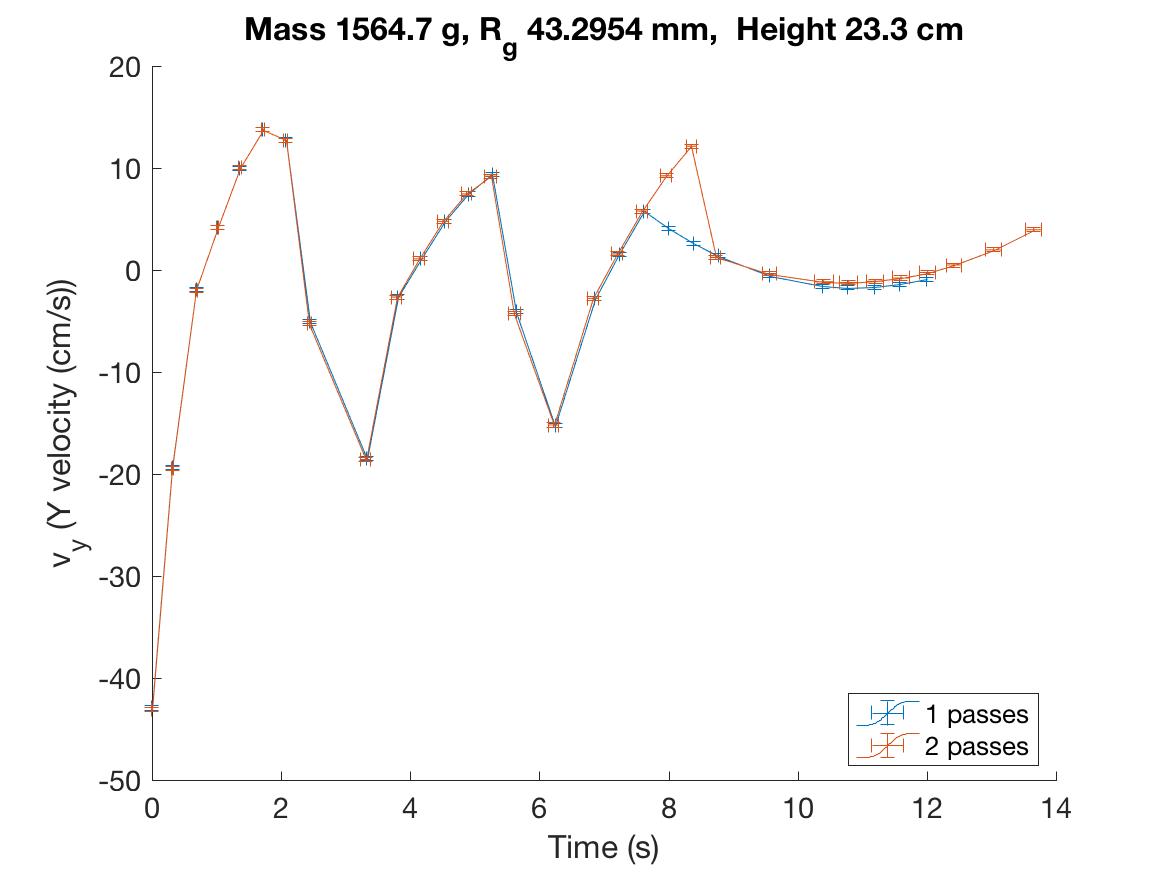 Mass 1564.7 g, Rg 43.2954 mm, Height 23.3 cm
20
10
0
-10
-20
-30
-40
-50
vy (Y velocity (cm/s))
0 2 4 6 8 10 12 14
Time (s)
1 passes
2 passes